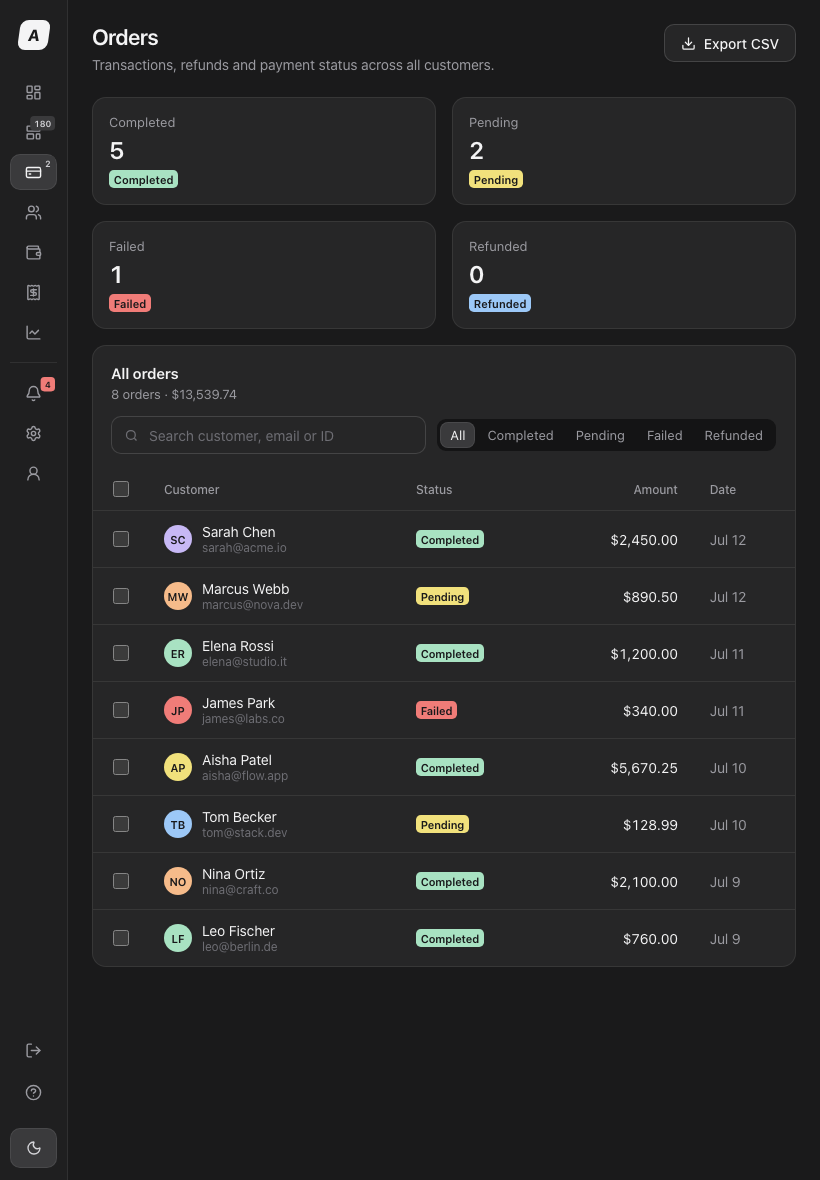 A
Orders
Export CSV
Transactions, refunds and payment status across all customers.
180
2
4
Completed
5
Completed
Pending
2
Pending
Failed
1
Failed
Refunded
0
Refunded
All orders
8 orders · $13,539.74
Search customer, email or ID
All Completed Pending Failed Refunded
Customer Status Amount Date
SC Sarah Chen Completed $2,450.00 Jul 12
sarah@acme.io
MW Marcus Webb Pending $890.50 Jul 12
marcus@nova.dev
ER Elena Rossi Completed $1,200.00 Jul 11
elena@studio.it
JP James Park Failed $340.00 Jul 11
james@labs.co
AP Aisha Patel Completed $5,670.25 Jul 10
aisha@flow.app
TB Tom Becker Pending $128.99 Jul 10
tom@stack.dev
NO Nina Ortiz Completed $2,100.00 Jul 9
nina@craft.co
LF Leo Fischer Completed $760.00 Jul 9
leo@berlin.de